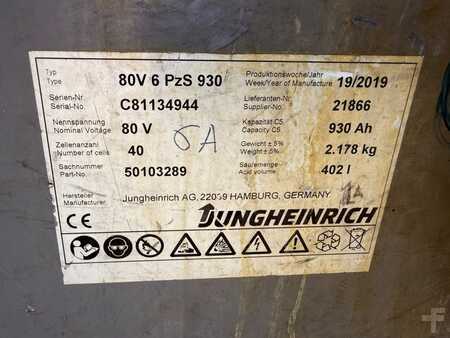 Typ
Type
80V 6 PzS 930
Produktionswoche/Jahr
Week/Year of Manufacture
19/2019
Serien-Nr.
Serial-No.
C81134944
Lieferanten-Nr.
Supplier-No.
21866
Nennspannung
Nominal Voltage
80 V
Kapazität C5
Capacity C5
930 Ah
Zellenanzahl
Number of cells
40
Gewicht ± 5%
Weight ± 5%
2.178 kg
Sachnummer
Part-No.
50103289
Säuremenge
Acid volume
402 l
Hersteller
Manufacturer
Jungheinrich AG, 22039 HAMBURG, GERMANY
JUNGHEINRICH
CE